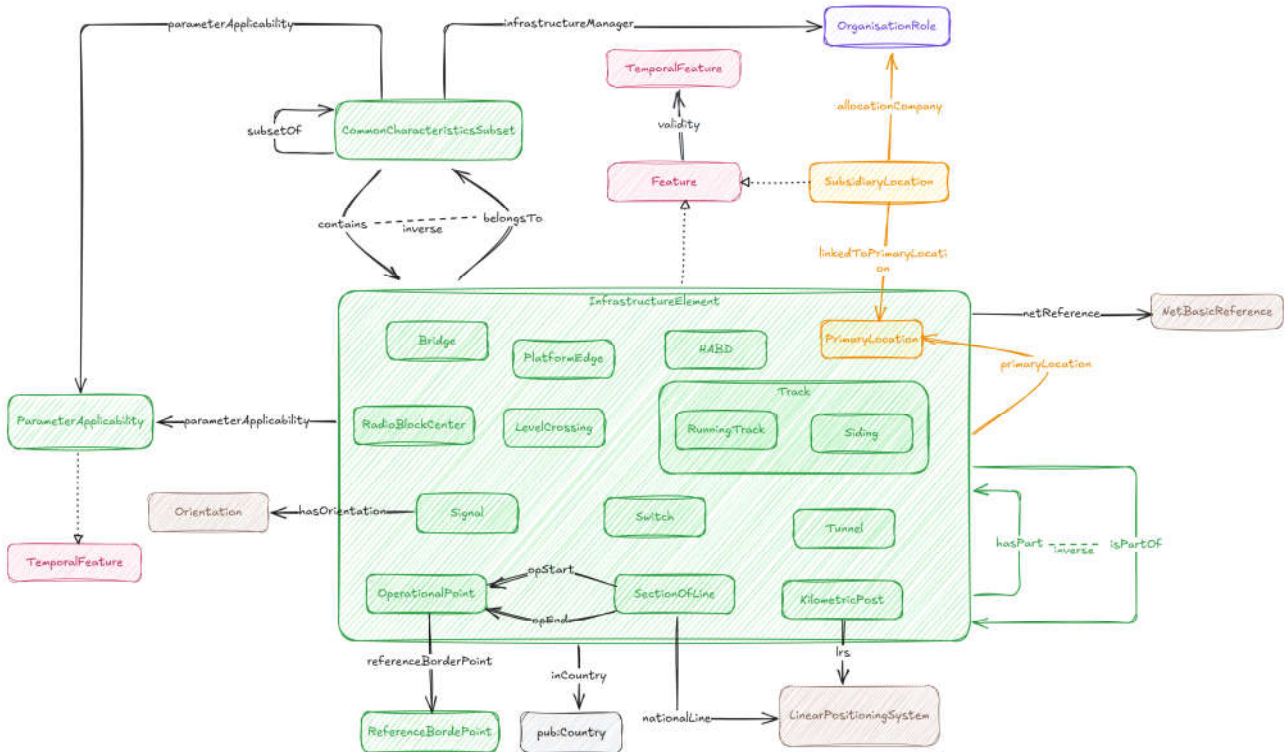 parameterApplicability
infrastructureManager
OrganisationRole
TemporalFeature
allocationCompany
subsetOf
CommonCharacteristicsSubset
validity
Feature
SubsidiaryLocation
contains
inverse
belongsTo
linkedToPrimaryLocati
on
InfrastructureElement
netReference
NetBasicReference
Bridge
PlatformEdge
HABD
PrimaryLocation
primaryLocation
Track
ParameterApplicability
parameterApplicability
RadioBlockCenter
LevelCrossing
RunningTrack
Siding
Orientation
hasOrientation
Signal
Switch
Tunnel
hasPart
inverse
isPartOf
TemporalFeature
opStart
OperationalPoint
SectionOfLine
KilometricPost
opEnd
referenceBorderPoint
inCountry
lrs
ReferenceBordePoint
pub:Country
nationalLine
LinearPositioningSystem